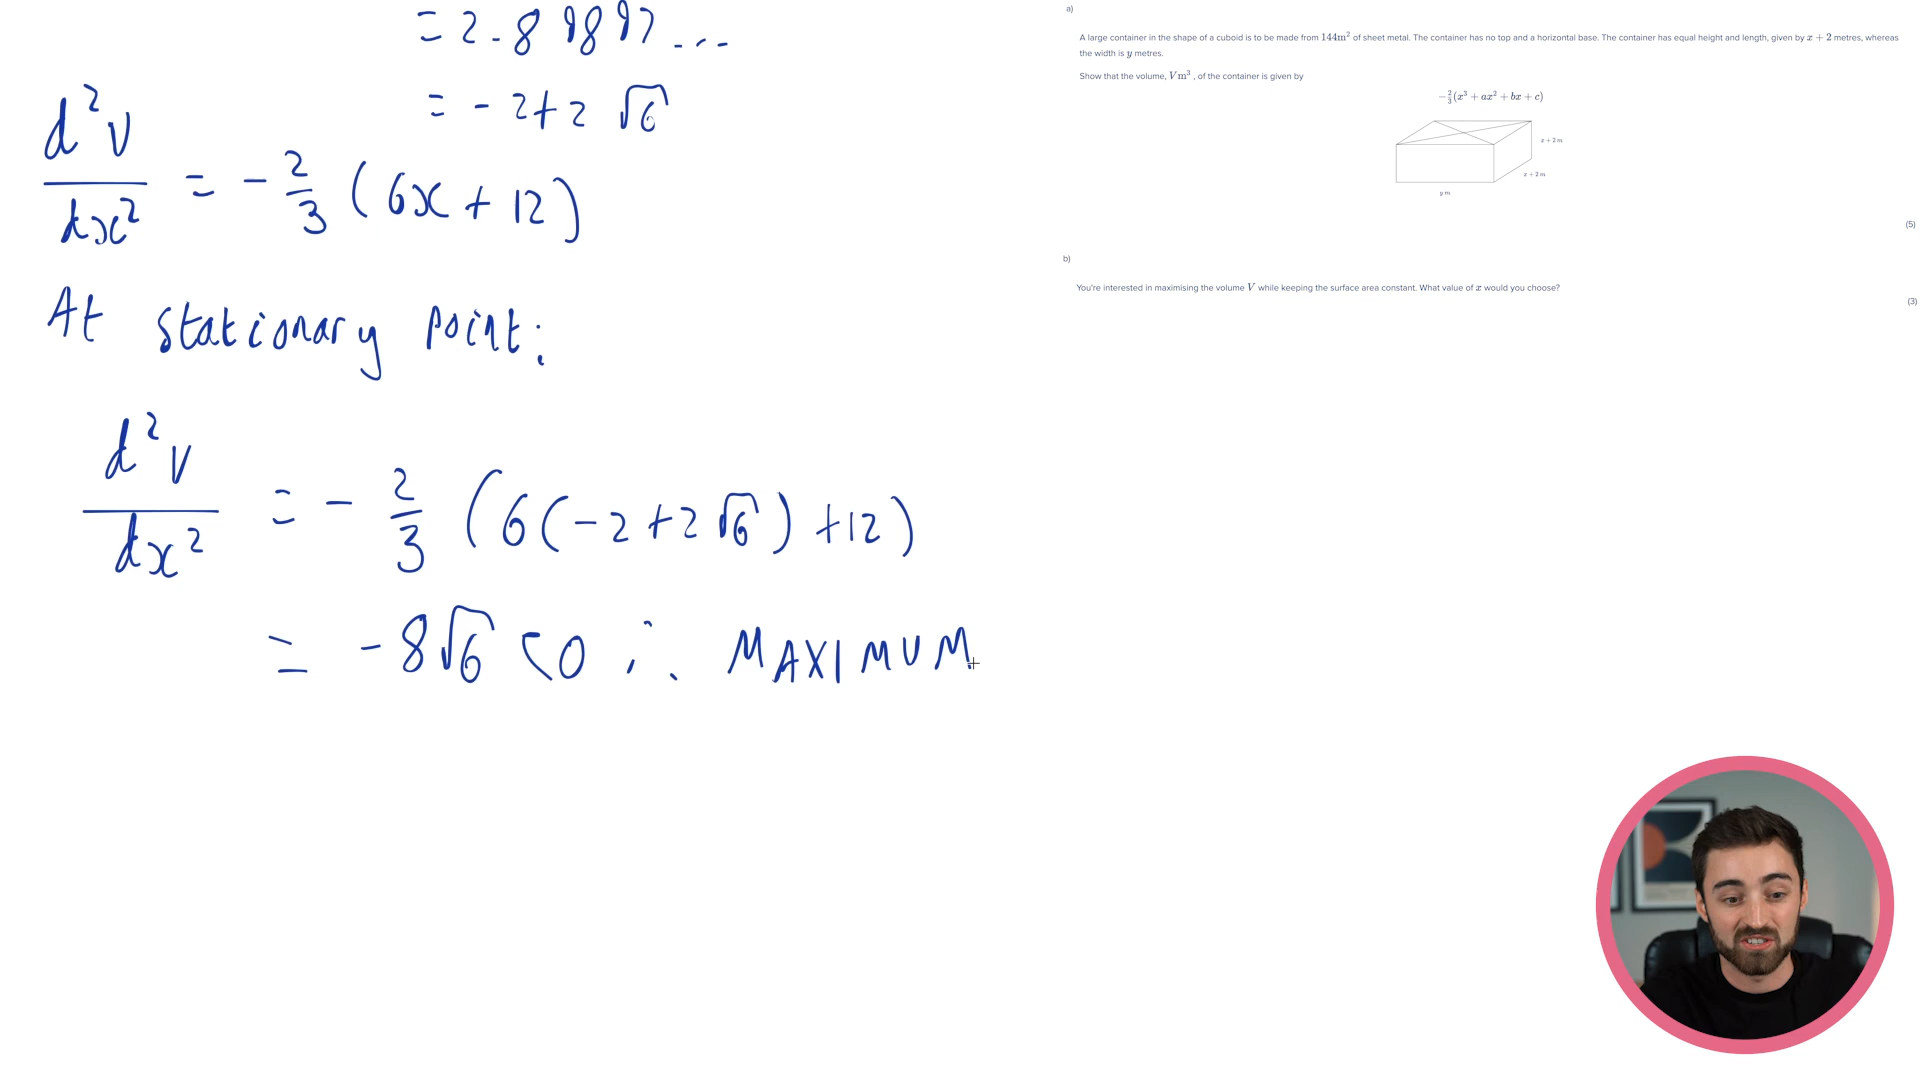 = 2.89897...
= -2+2√6
d²V/dx² = -2/3 (6x + 12)
At stationary point:
d²V/dx² = -2/3 (6(-2+2√6)+12)
= -8√6 <0 ∴ MAXIMUM
a)
A large container in the shape of a cuboid is to be made from 144m² of sheet metal. The container has no top and a horizontal base. The container has equal height and length, given by x + 2 metres, whereas
the width is y metres.
Show that the volume, V m³ , of the container is given by
-2/3(x³ + ax² + bx + c)
x + 2 m
x + 2 m
y m
(5)
b)
You're interested in maximising the volume V while keeping the surface area constant. What value of x would you choose?
(3)